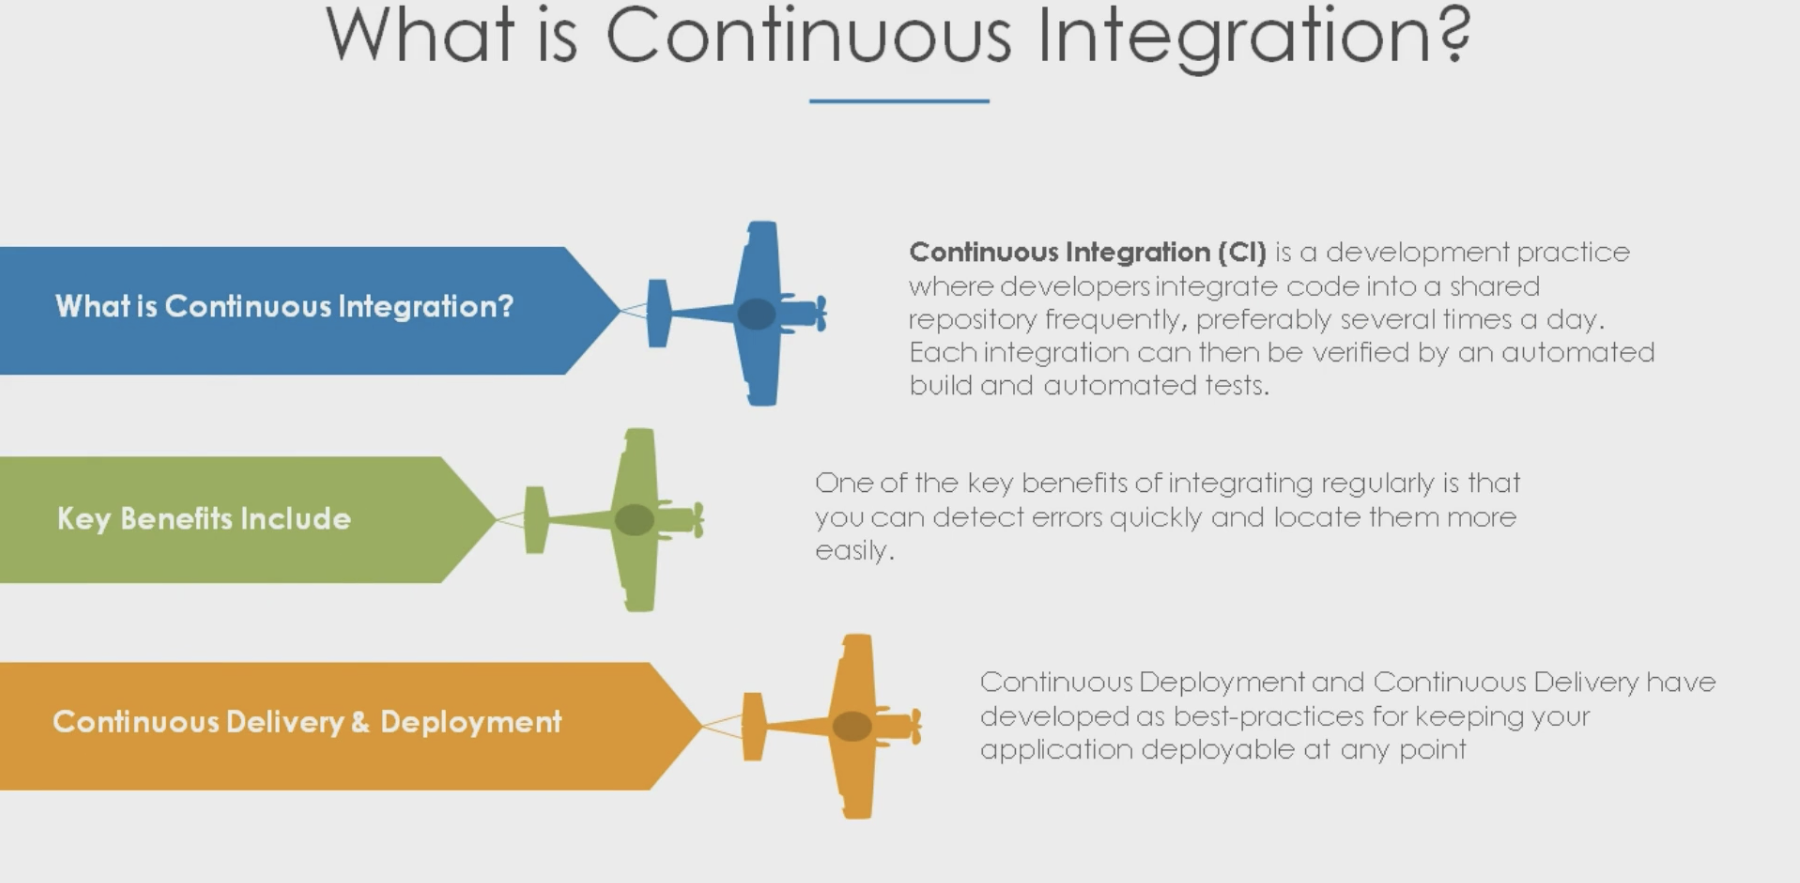 What is Continuous Integration?
What is Continuous Integration?
Continuous Integration (CI) is a development practice
where developers integrate code into a shared
repository frequently, preferably several times a day.
Each integration can then be verified by an automated
build and automated tests.
Key Benefits Include
One of the key benefits of integrating regularly is that
you can detect errors quickly and locate them more
easily.
Continuous Delivery & Deployment
Continuous Deployment and Continuous Delivery have
developed as best-practices for keeping your
application deployable at any point